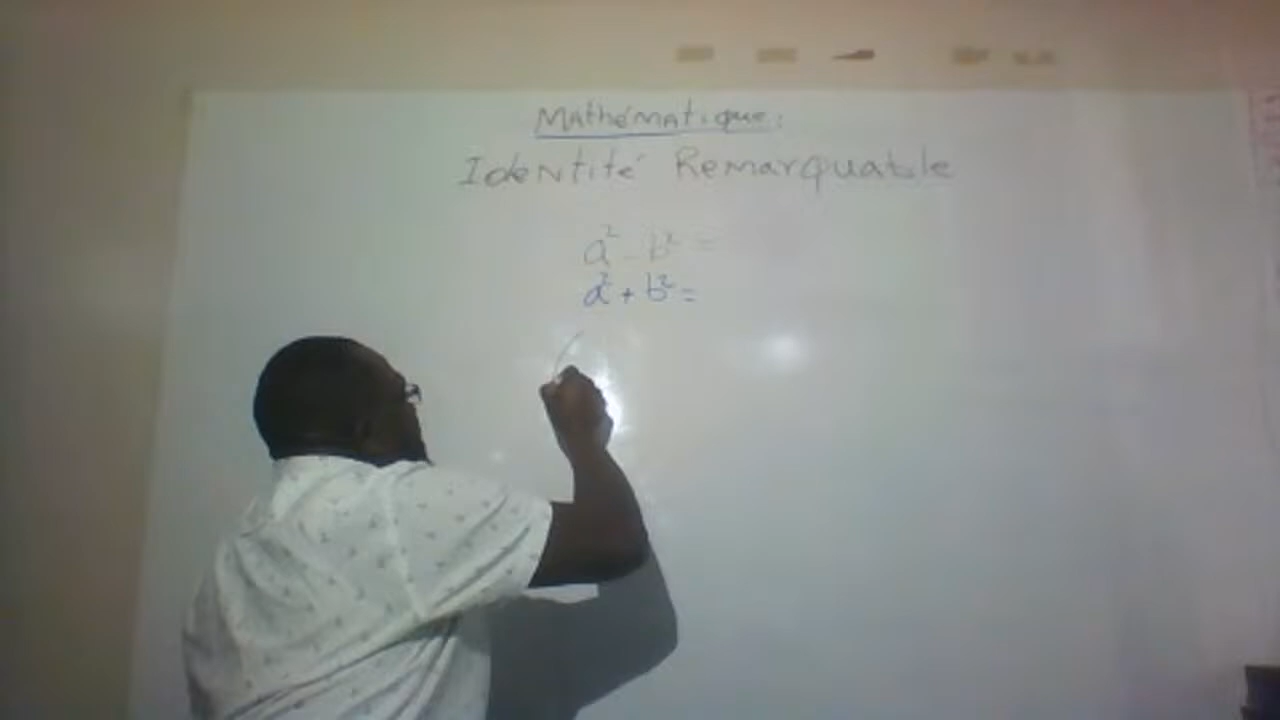 Mathématique:
Identité Remarquable
a² - b² =
a² + b² =
(